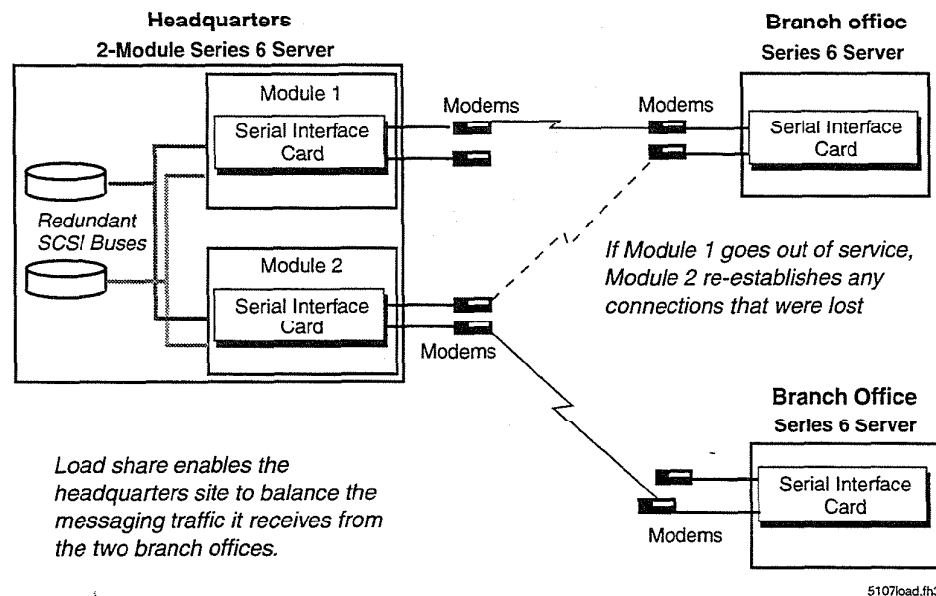 Headquarters
2-Module Series 6 Server
Module 1
Serial Interface
Card
Redundant
SCSI Buses
Module 2
Serial Interface
Card
Modems
Modems
Modems
Branch office
Series 6 Server
Serial Interface
Card
If Module 1 goes out of service,
Module 2 re-establishes any
connections that were lost
Branch Office
Series 6 Server
Serial Interface
Card
Modems
Load share enables the
headquarters site to balance the
messaging traffic it receives from
the two branch offices.
5107load.fh3